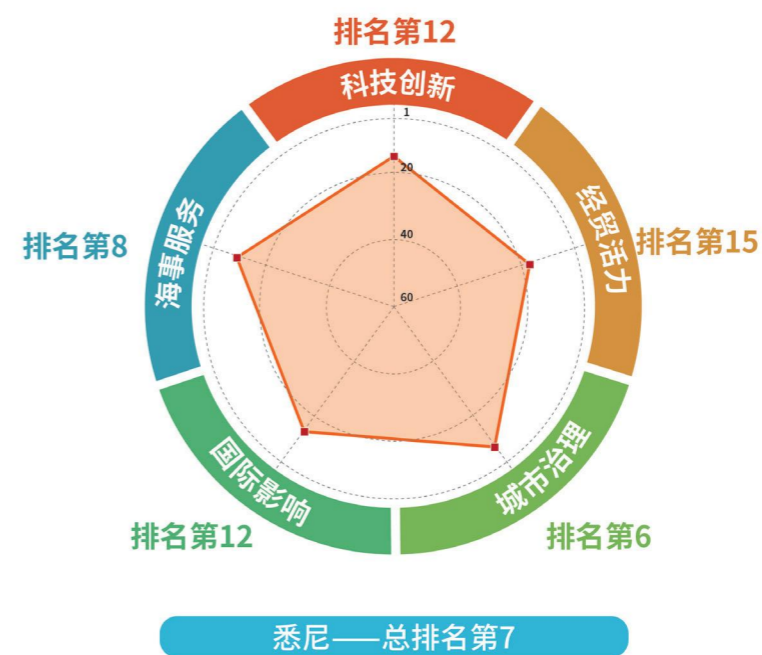 排名第12
科技创新
1
20
40
60
经贸活力
排名第15
海事服务
排名第8
国际影响
排名第12
城市治理
排名第6
悉尼——总排名第7